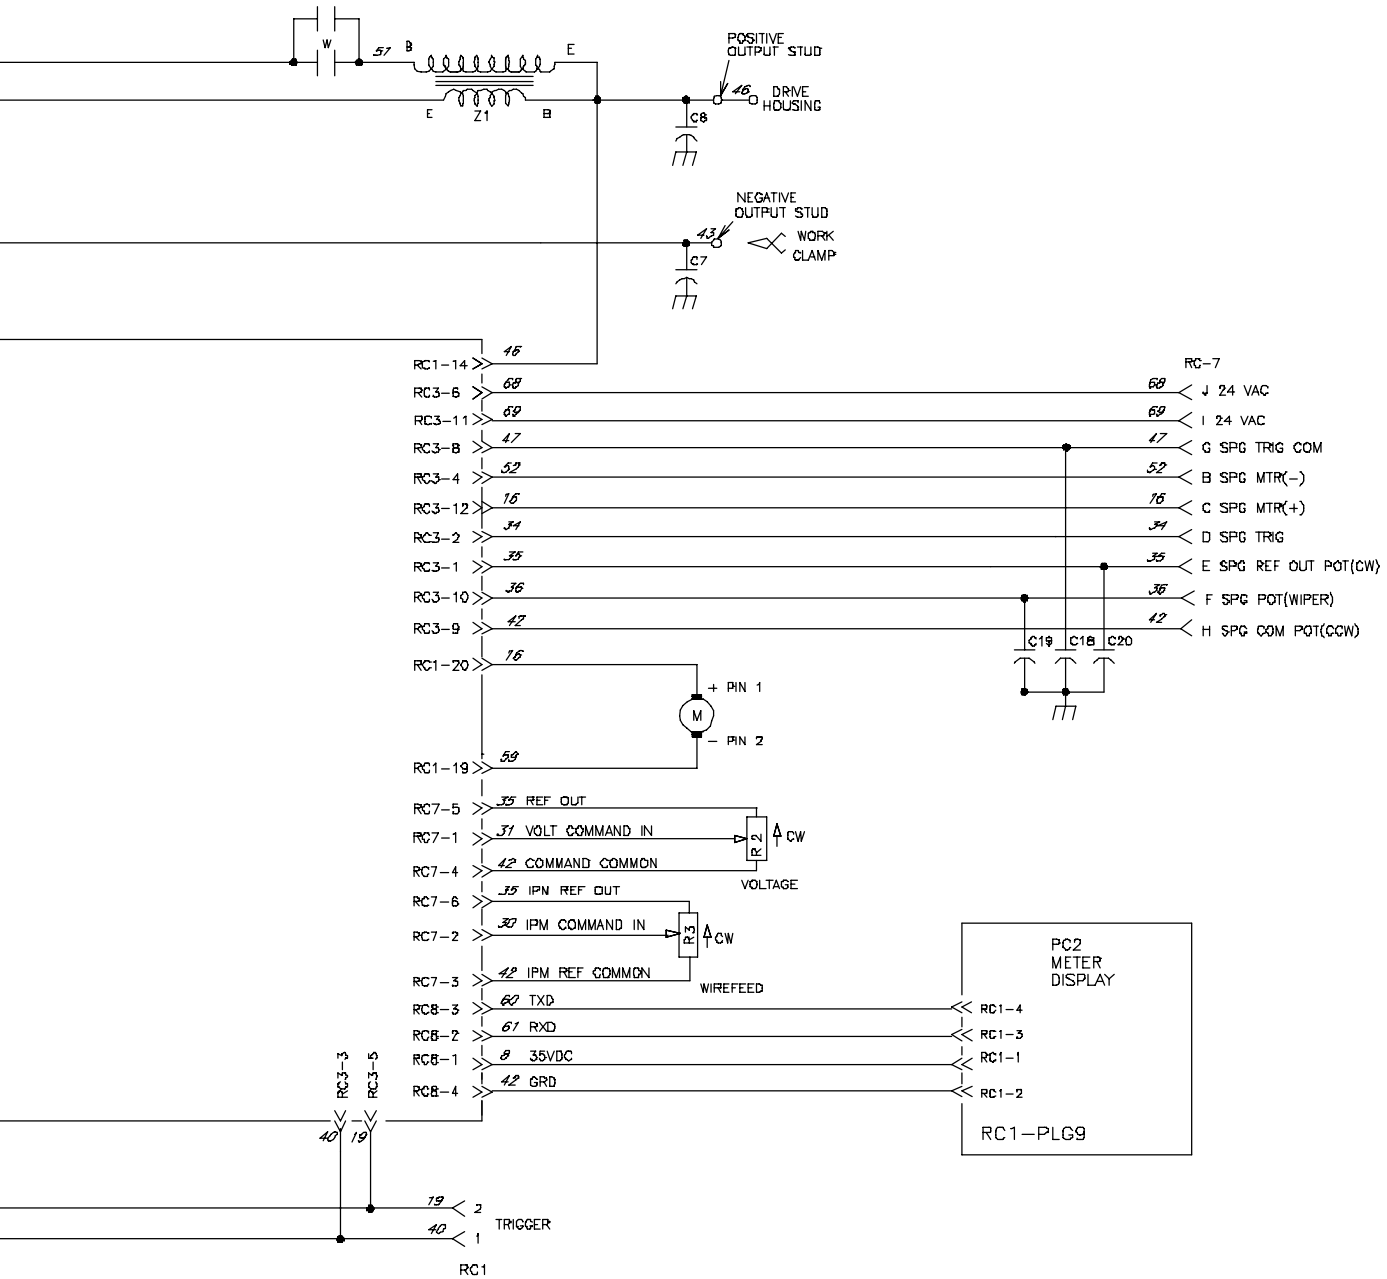 W
51
B
E
E
Z1
B
POSITIVE
OUTPUT STUD
46
DRIVE
HOUSING
C8
NEGATIVE
OUTPUT STUD
43
WORK
CLAMP
C7
RC-7
RC1-14 46
RC3-6 68 68 J 24 VAC
RC3-11 69 69 I 24 VAC
RC3-8 47 47 G SPG TRIG COM
RC3-4 52 52 B SPG MTR(-)
RC3-12 16 16 C SPG MTR(+)
RC3-2 34 34 D SPG TRIG
RC3-1 35 35 E SPG REF OUT POT(CW)
RC3-10 36 36 F SPG POT(WIPER)
RC3-9 42 42 H SPG COM POT(CCW)
C19 C18 C20
RC1-20 16
+ PIN 1
M
- PIN 2
RC1-19 59
RC7-5 35 REF OUT
RC7-1 31 VOLT COMMAND IN R2 CW
RC7-4 42 COMMAND COMMON
VOLTAGE
RC7-6 35 IPN REF OUT
RC7-2 30 IPM COMMAND IN R3 CW
RC7-3 42 IPM REF COMMON
WIREFEED
PC2
METER
DISPLAY
RC8-3 60 TXD RC1-4
RC8-2 61 RXD RC1-3
RC8-1 8 35VDC RC1-1
RC8-4 42 GRD RC1-2
RC1-PLG9
RC3-3
RC3-5
40 19
19 2
TRIGGER
40 1
RC1